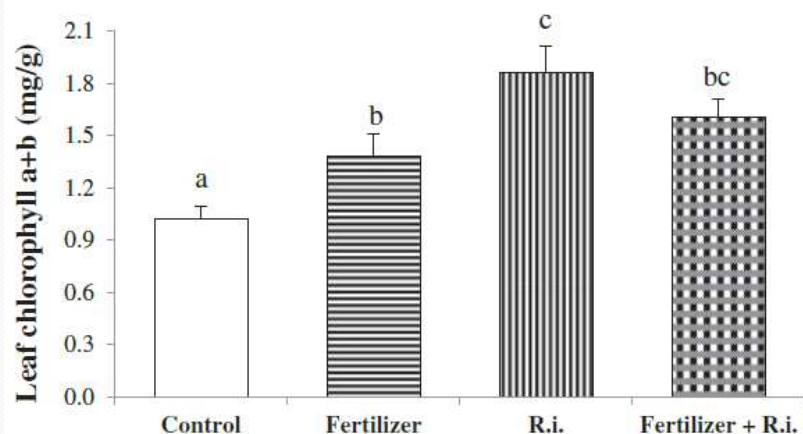 Leaf chlorophyll a+b (mg/g)
2.1
1.8
1.5
1.2
0.9
0.6
0.3
0.0
a
b
c
bc
Control Fertilizer R.i. Fertilizer + R.i.